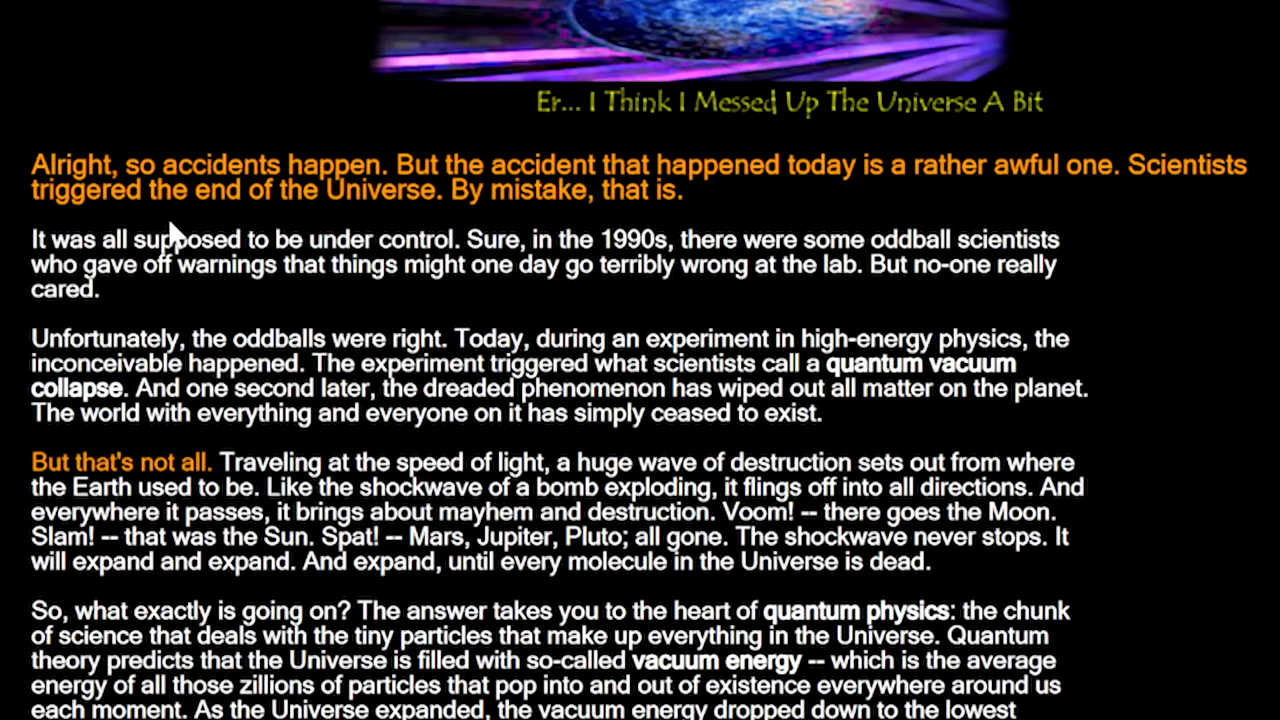 Er... I Think I Messed Up The Universe A Bit
Alright, so accidents happen. But the accident that happened today is a rather awful one. Scientists
triggered the end of the Universe. By mistake, that is.
It was all supposed to be under control. Sure, in the 1990s, there were some oddball scientists
who gave off warnings that things might one day go terribly wrong at the lab. But no-one really
cared.
Unfortunately, the oddballs were right. Today, during an experiment in high-energy physics, the
inconceivable happened. The experiment triggered what scientists call a quantum vacuum
collapse. And one second later, the dreaded phenomenon has wiped out all matter on the planet.
The world with everything and everyone on it has simply ceased to exist.
But that's not all. Traveling at the speed of light, a huge wave of destruction sets out from where
the Earth used to be. Like the shockwave of a bomb exploding, it flings off into all directions. And
everywhere it passes, it brings about mayhem and destruction. Voom! -- there goes the Moon.
Slam! -- that was the Sun. Spat! -- Mars, Jupiter, Pluto; all gone. The shockwave never stops. It
will expand and expand. And expand, until every molecule in the Universe is dead.
So, what exactly is going on? The answer takes you to the heart of quantum physics: the chunk
of science that deals with the tiny particles that make up everything in the Universe. Quantum
theory predicts that the Universe is filled with so-called vacuum energy -- which is the average
energy of all those zillions of particles that pop into and out of existence everywhere around us
each moment. As the Universe expanded, the vacuum energy dropped down to the lowest